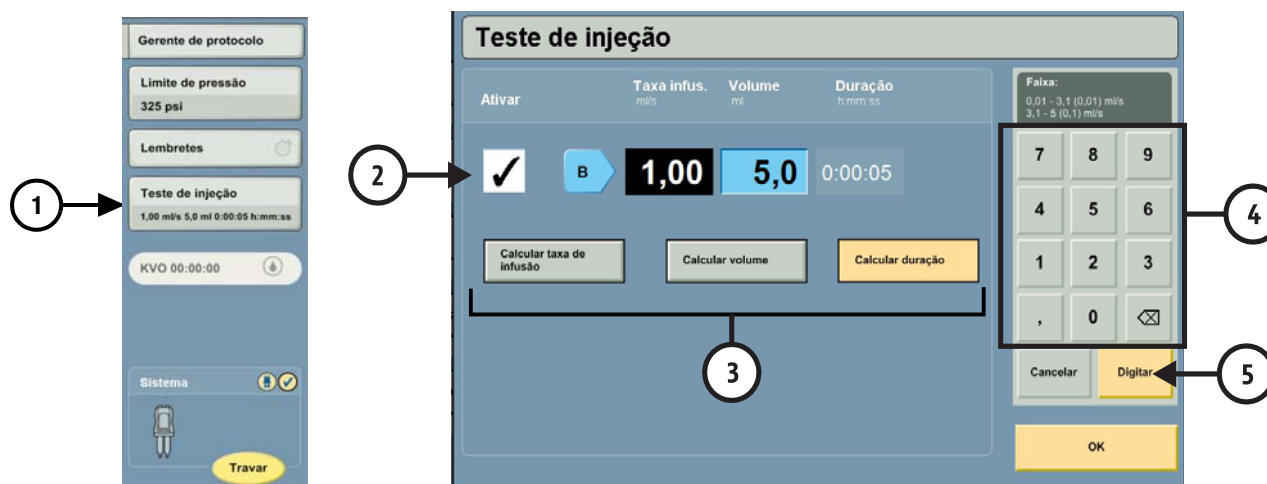 Gerente de protocolo
Limite de pressão
325 psi
Lembretes
Teste de injeção
1,00 ml/s 5,0 ml 0:00:05 h:mm:ss
KVO 00:00:00
Sistema
Travar
1
Teste de injeção
Ativar
Taxa infus.
ml/s
Volume
ml
Duração
h:mm:ss
2
B
1,00
5,0
0:00:05
Calcular taxa de
infusão
Calcular volume
Calcular duração
3
Faixa:
0,01 - 3,1 (0,01) ml/s
3,1 - 5 (0,1) ml/s
7 8 9
4 5 6
1 2 3
, 0
4
Cancelar
Digitar
5
OK